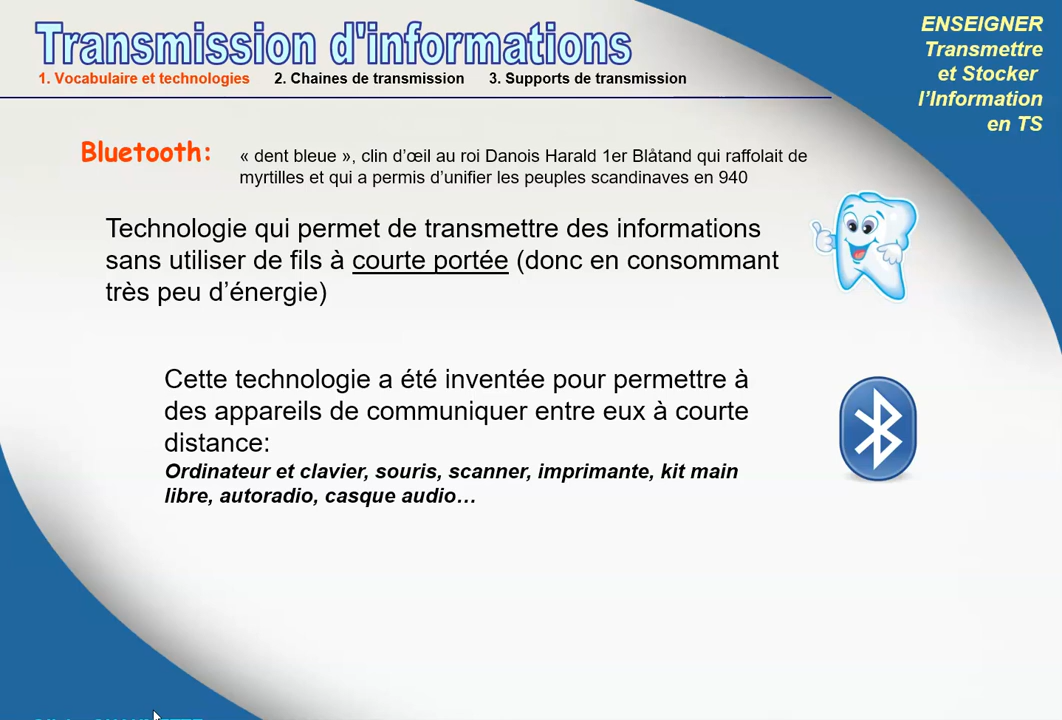 Transmission d'informations
1. Vocabulaire et technologies 2. Chaines de transmission 3. Supports de transmission
ENSEIGNER
Transmettre
et Stocker
l’Information
en TS
Bluetooth:
« dent bleue », clin d’œil au roi Danois Harald 1er Blåtand qui raffolait de
myrtilles et qui a permis d’unifier les peuples scandinaves en 940
Technologie qui permet de transmettre des informations
sans utiliser de fils à courte portée (donc en consommant
très peu d’énergie)
Cette technologie a été inventée pour permettre à
des appareils de communiquer entre eux à courte
distance:
Ordinateur et clavier, souris, scanner, imprimante, kit main
libre, autoradio, casque audio…